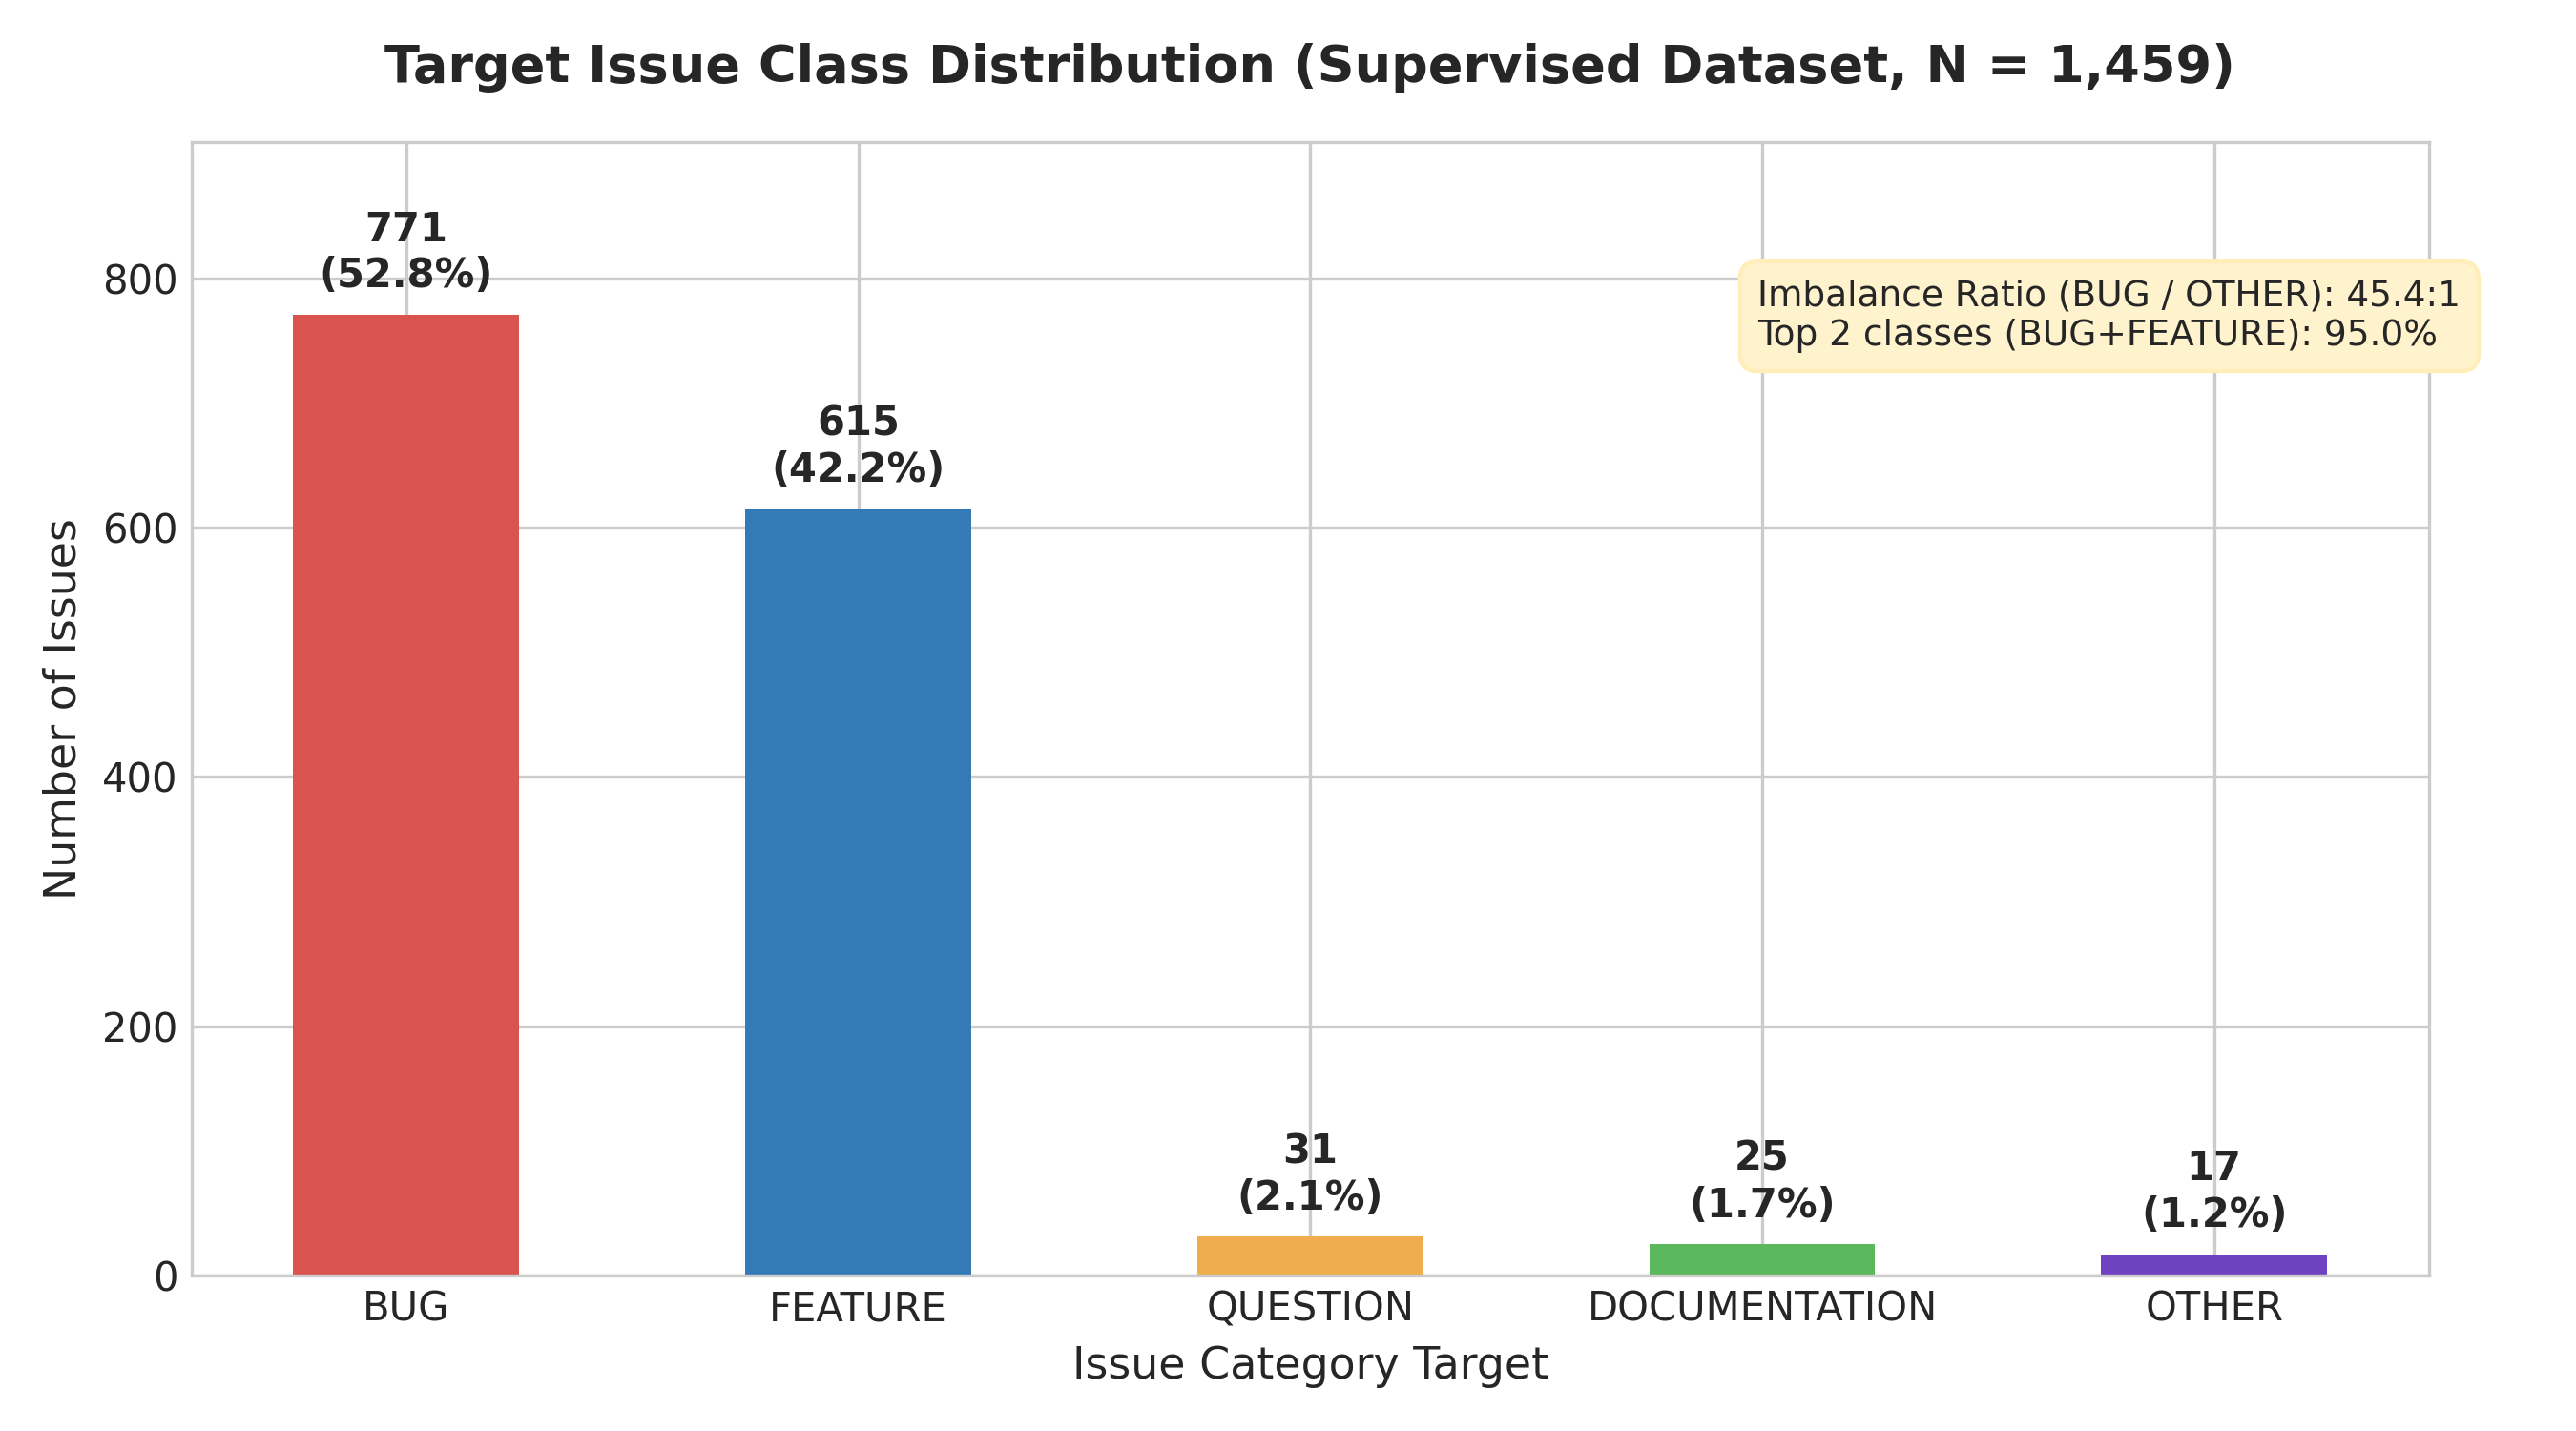 Target Issue Class Distribution (Supervised Dataset, N = 1,459)
771
(52.8%)
Imbalance Ratio (BUG / OTHER): 45.4:1
Top 2 classes (BUG+FEATURE): 95.0%
615
(42.2%)
31
(2.1%)
25
(1.7%)
17
(1.2%)
Number of Issues
800
600
400
200
0
BUG
FEATURE
QUESTION
DOCUMENTATION
OTHER
Issue Category Target